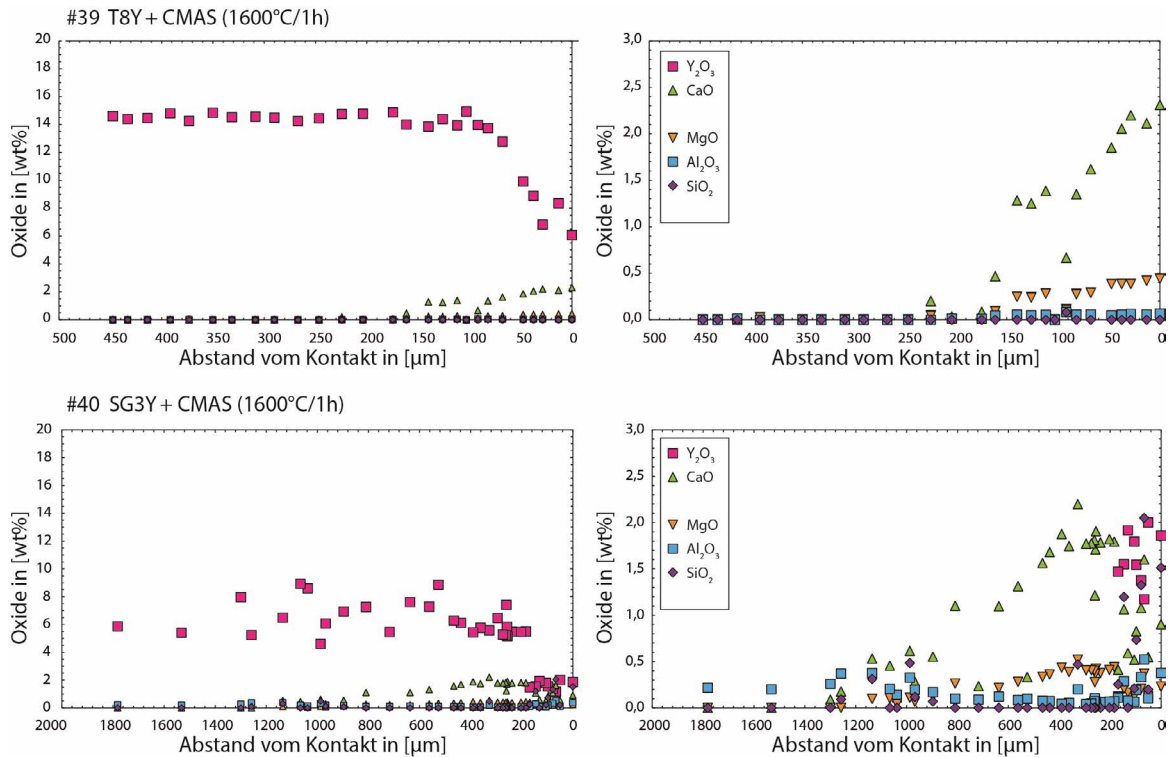 #39 T8Y + CMAS (1600°C/1h)
Oxide in [wt%]
20
18
16
14
12
10
8
6
4
2
0
500 450 400 350 300 250 200 150 100 50 0
Abstand vom Kontakt in [µm]
Oxide in [wt%]
3,0
2,5
2,0
1,5
1,0
0,5
0,0
Y₂O₃
CaO
MgO
Al₂O₃
SiO₂
500 450 400 350 300 250 200 150 100 50 0
Abstand vom Kontakt in [µm]
#40 SG3Y + CMAS (1600°C/1h)
Oxide in [wt%]
20
18
16
14
12
10
8
6
4
2
0
2000 1800 1600 1400 1200 1000 800 600 400 200 0
Abstand vom Kontakt in [µm]
Oxide in [wt%]
3,0
2,5
2,0
1,5
1,0
0,5
0,0
Y₂O₃
CaO
MgO
Al₂O₃
SiO₂
2000 1800 1600 1400 1200 1000 800 600 400 200 0
Abstand vom Kontakt in [µm]